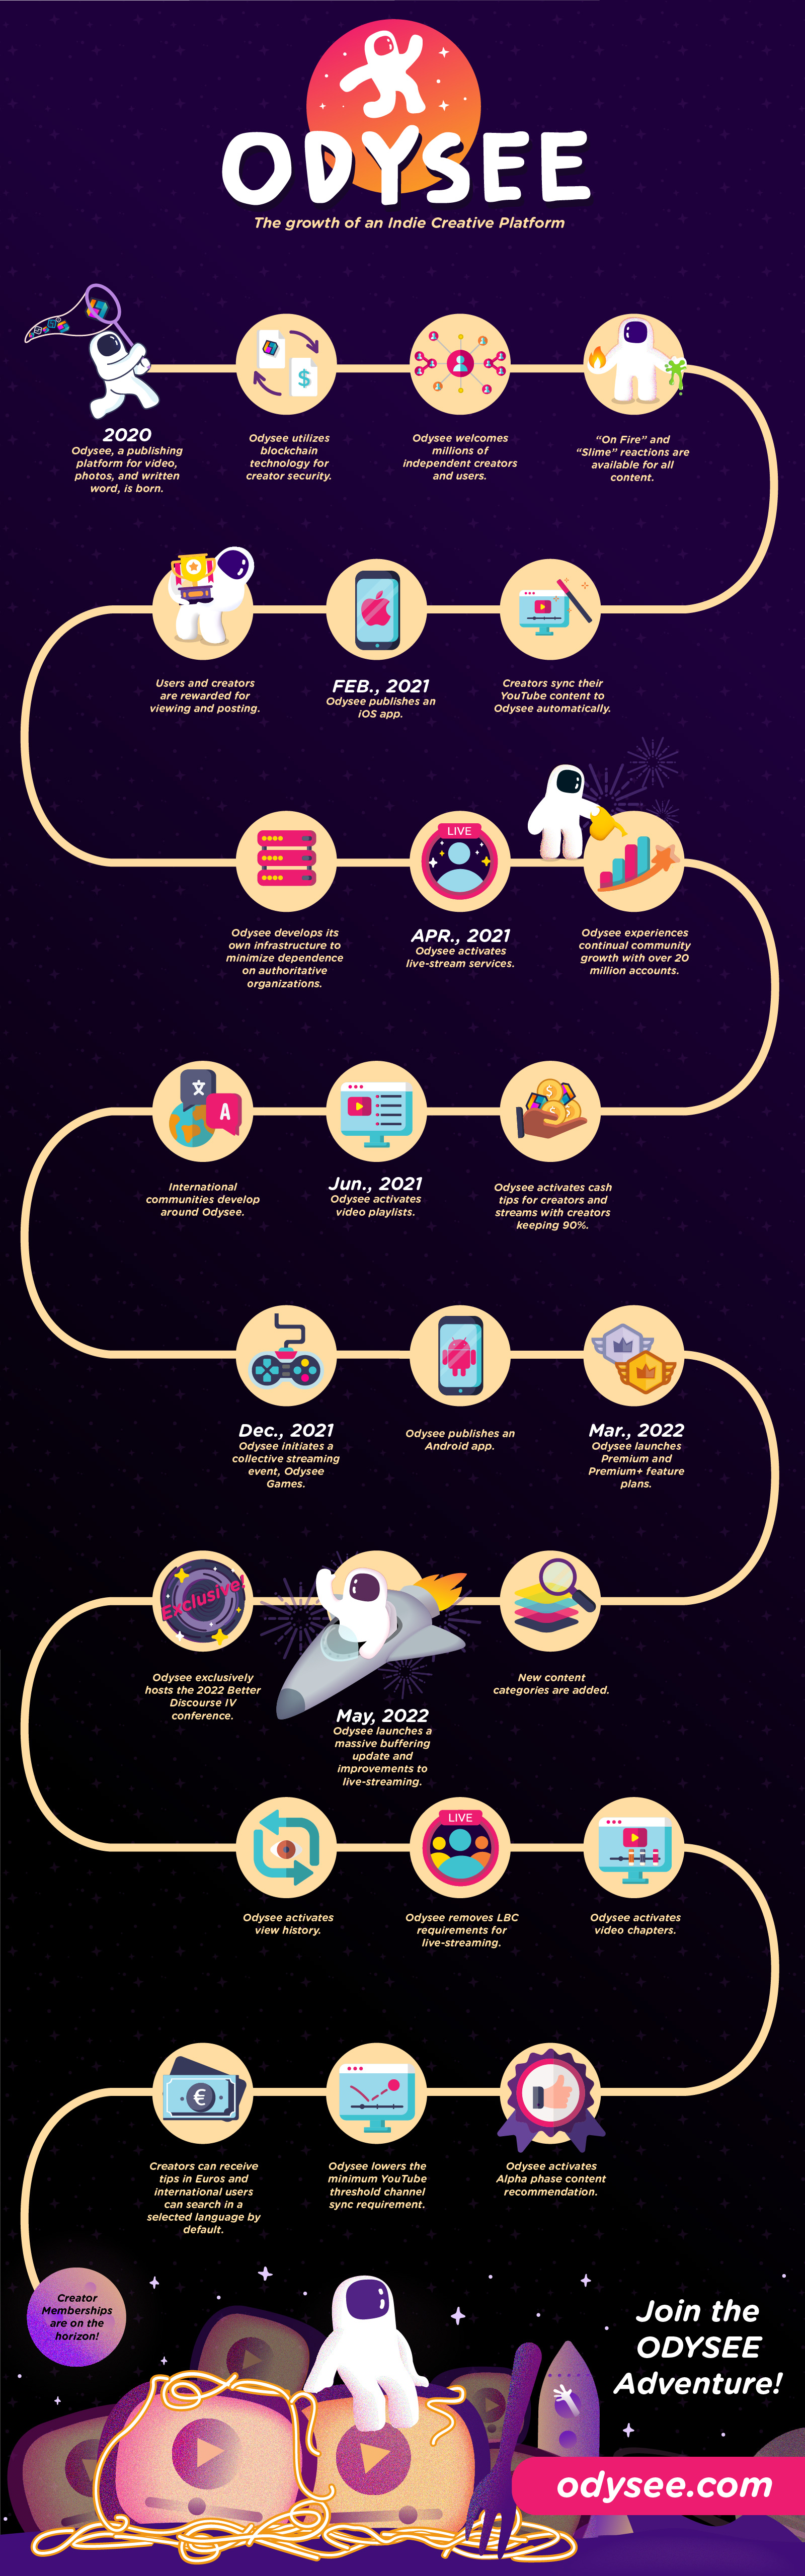 ODYSEE
The growth of an Indie Creative Platform
2020
Odysee, a publishing
platform for video,
photos, and written
word, is born.
$
Odysee utilizes
blockchain
technology for
creator security.
Odysee welcomes
millions of
independent creators
and users.
“On Fire” and
“Slime” reactions are
available for all
content.
Users and creators
are rewarded for
viewing and posting.
FEB., 2021
Odysee publishes an
iOS app.
Creators sync their
YouTube content to
Odysee automatically.
Odysee develops its
own infrastructure to
minimize dependence
on authoritative
organizations.
LIVE
APR., 2021
Odysee activates
live-stream services.
Odysee experiences
continual community
growth with over 20
million accounts.
A
International
communities develop
around Odysee.
Jun., 2021
Odysee activates
video playlists.
Odysee activates cash
tips for creators and
streams with creators
keeping 90%.
Dec., 2021
Odysee initiates a
collective streaming
event, Odysee
Games.
Odysee publishes an
Android app.
Mar., 2022
Odysee launches
Premium and
Premium+ feature
plans.
Exclusive!
Odysee exclusively
hosts the 2022 Better
Discourse IV
conference.
May, 2022
Odysee launches a
massive buffering
update and
improvements to
live-streaming.
New content
categories are added.
Odysee activates
view history.
LIVE
Odysee removes LBC
requirements for
live-streaming.
Odysee activates
video chapters.
€
Creators can receive
tips in Euros and
international users
can search in a
selected language by
default.
Odysee lowers the
minimum YouTube
threshold channel
sync requirement.
Odysee activates
Alpha phase content
recommendation.
Creator
Memberships
are on the
horizon!
Join the
ODYSEE
Adventure!
odysee.com